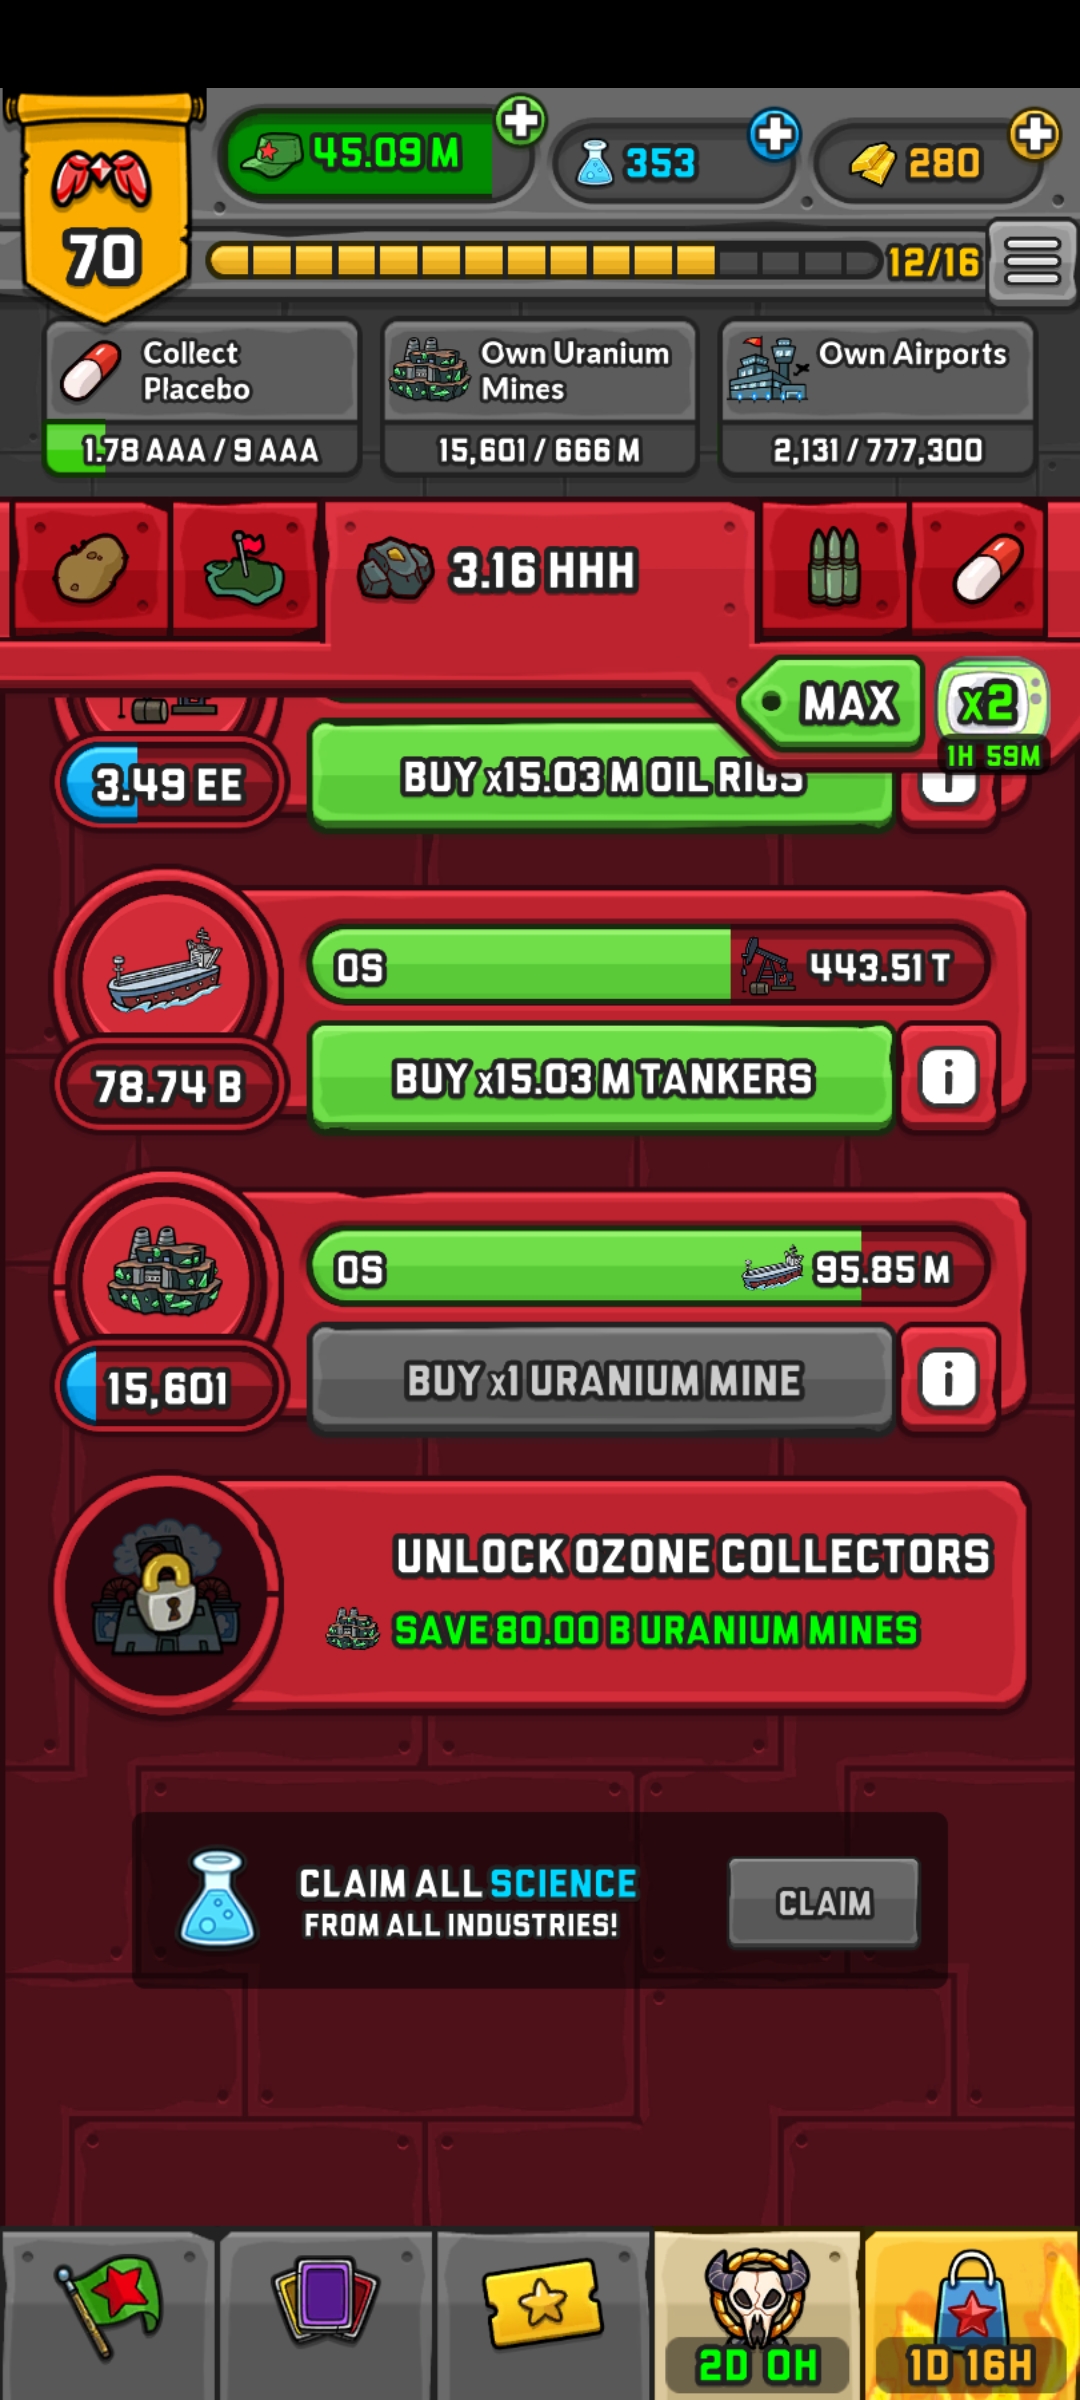 45.09 M
353
280
70
12/16
Collect
Placebo
1.78 AAA / 9 AAA
Own Uranium
Mines
15,601 / 666 M
Own Airports
2,131 / 777,300
3.16 HHH
MAX
x2
1H 59M
3.49 EE
BUY x15.03 M OIL RIGS
0S
443.51 T
78.74 B
BUY x15.03 M TANKERS
0S
95.85 M
15,601
BUY x1 URANIUM MINE
UNLOCK OZONE COLLECTORS
SAVE 80.00 B URANIUM MINES
CLAIM ALL SCIENCE
FROM ALL INDUSTRIES!
CLAIM
2D 0H
1D 16H